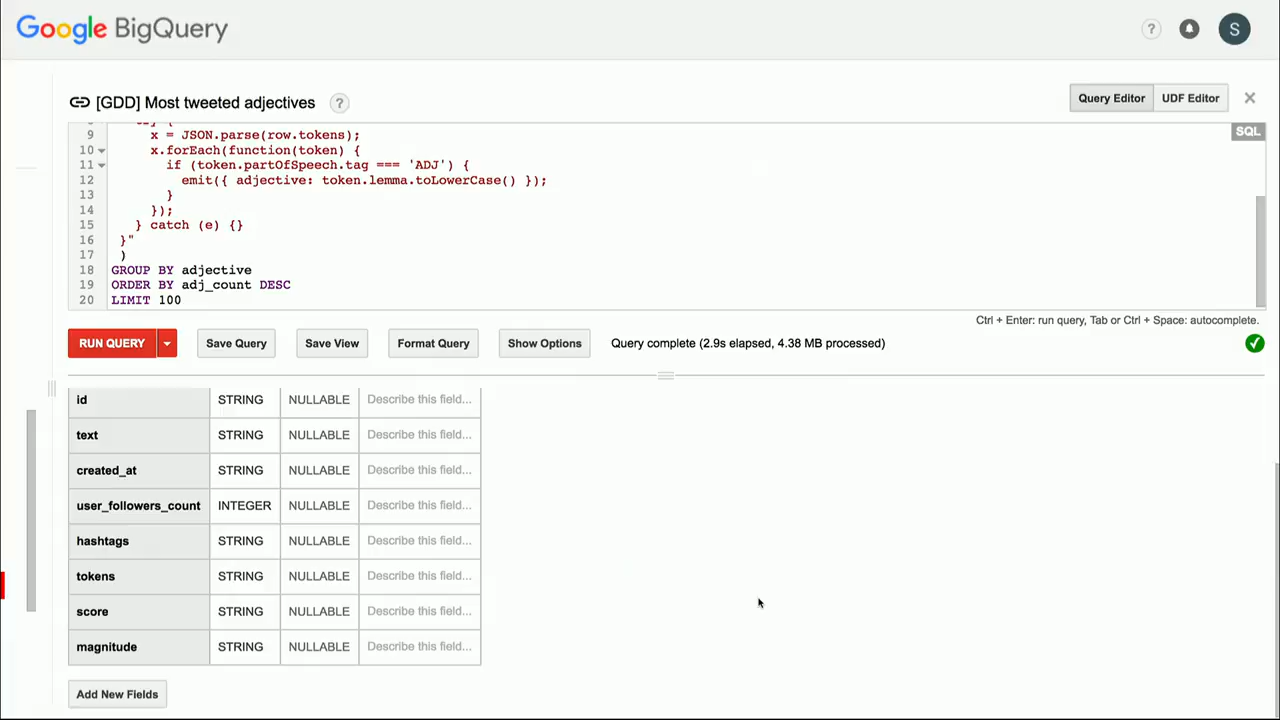 Google BigQuery
? S
[GDD] Most tweeted adjectives ?
Query Editor UDF Editor ×
SQL
9 x = JSON.parse(row.tokens);
10 x.forEach(function(token) {
11 if (token.partOfSpeech.tag === 'ADJ') {
12 emit({ adjective: token.lemma.toLowerCase() });
13 }
14 });
15 } catch (e) {}
16 }"
17 )
18 GROUP BY adjective
19 ORDER BY adj_count DESC
20 LIMIT 100
Ctrl + Enter: run query, Tab or Ctrl + Space: autocomplete.
RUN QUERY Save Query Save View Format Query Show Options Query complete (2.9s elapsed, 4.38 MB processed)
id STRING NULLABLE Describe this field...
text STRING NULLABLE Describe this field...
created_at STRING NULLABLE Describe this field...
user_followers_count INTEGER NULLABLE Describe this field...
hashtags STRING NULLABLE Describe this field...
tokens STRING NULLABLE Describe this field...
score STRING NULLABLE Describe this field...
magnitude STRING NULLABLE Describe this field...
Add New Fields